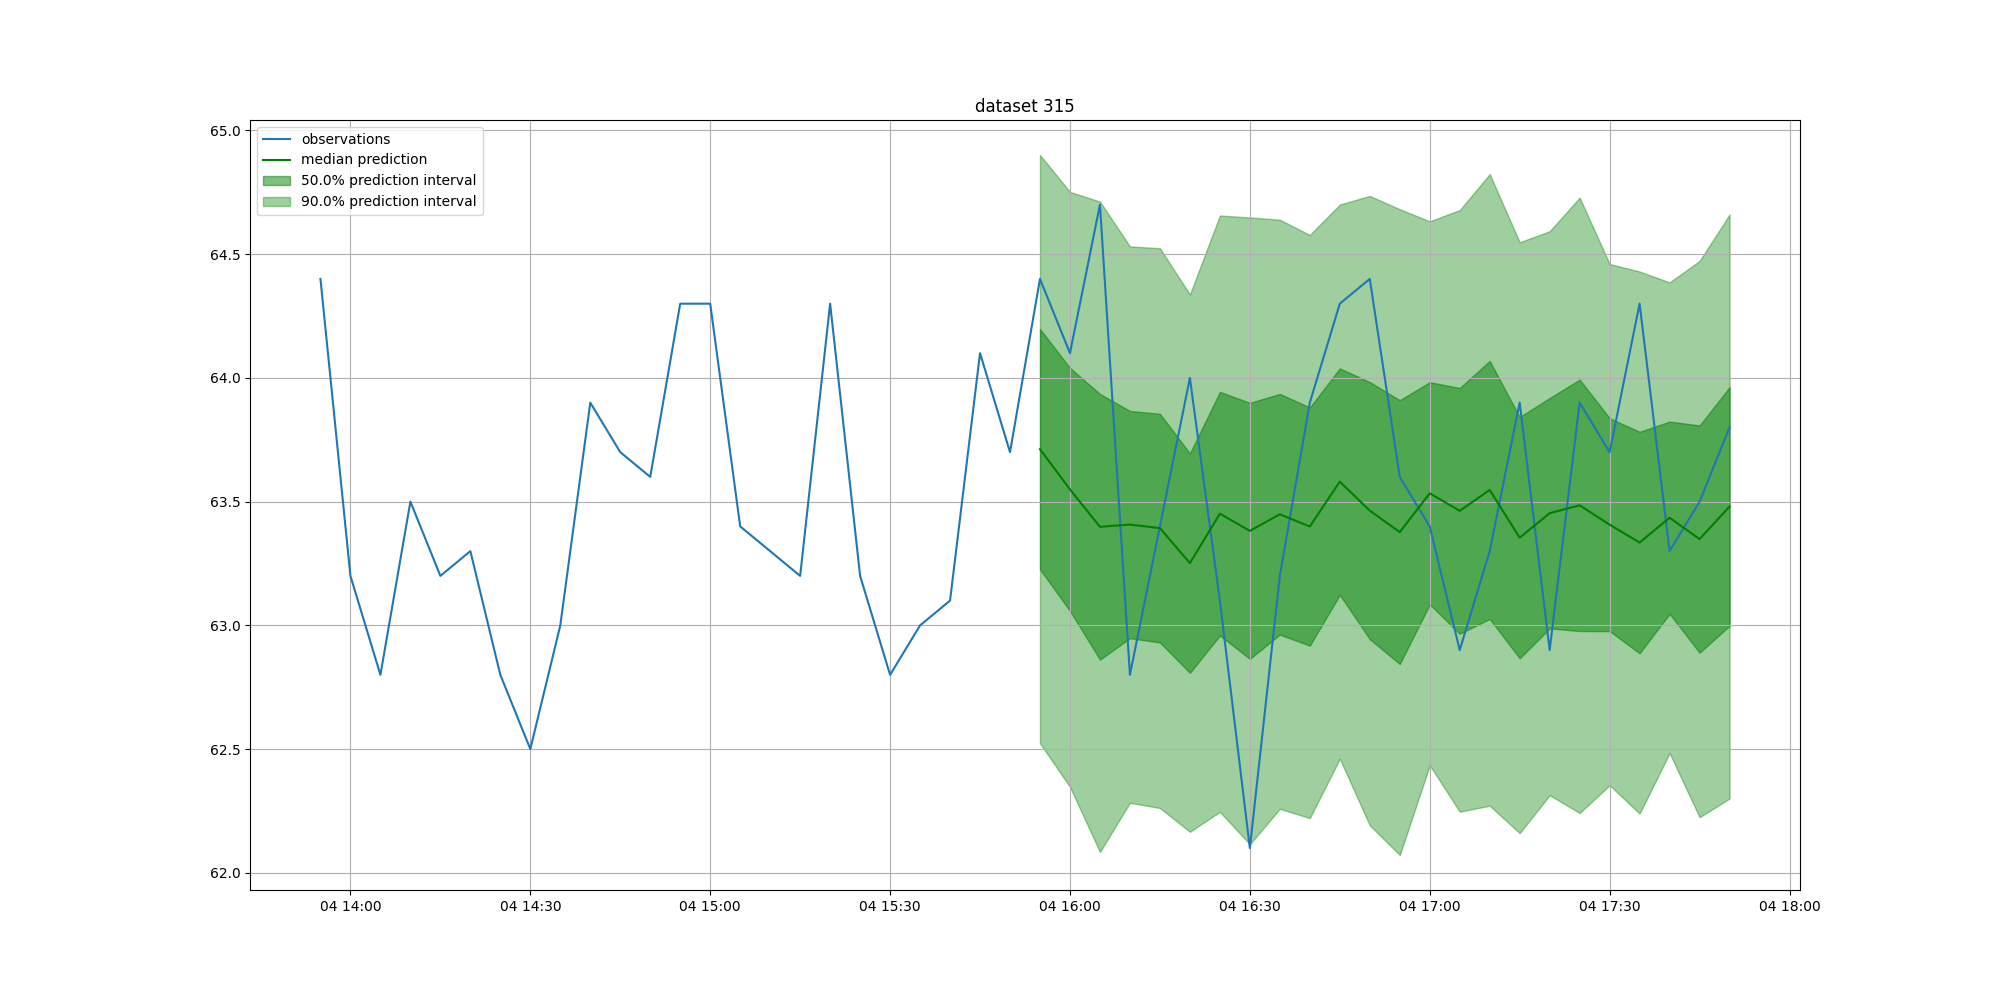 dataset 315
65.0
64.5
64.0
63.5
63.0
62.5
62.0
observations
median prediction
50.0% prediction interval
90.0% prediction interval
04 14:00 04 14:30 04 15:00 04 15:30 04 16:00 04 16:30 04 17:00 04 17:30 04 18:00